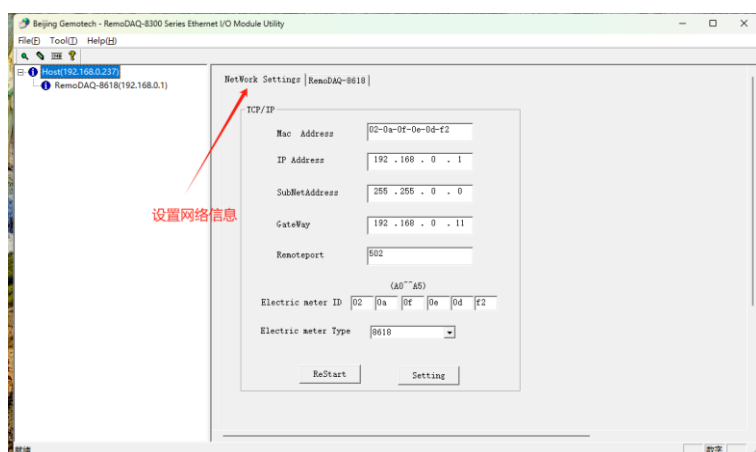 Beijing Gemotech - RemoDAQ-8300 Series Ethernet I/O Module Utility
File(F) Tool(T) Help(H)
Host(192.168.0.237)
RemoDAQ-8618(192.168.0.1)
NetWork Settings RemoDAQ-8618
TCP/IP
Mac Address 02-0a-0f-0e-0d-f2
IP Address 192 .168 . 0 . 1
SubNetAddress 255 .255 . 0 . 0
设置网络信息
GateWay 192 .168 . 0 . 11
Remoteport 502
(A0~~A5)
Electric meter ID 02 0a 0f 0e 0d f2
Electric meter Type 8618
ReStart Setting
就绪 数字